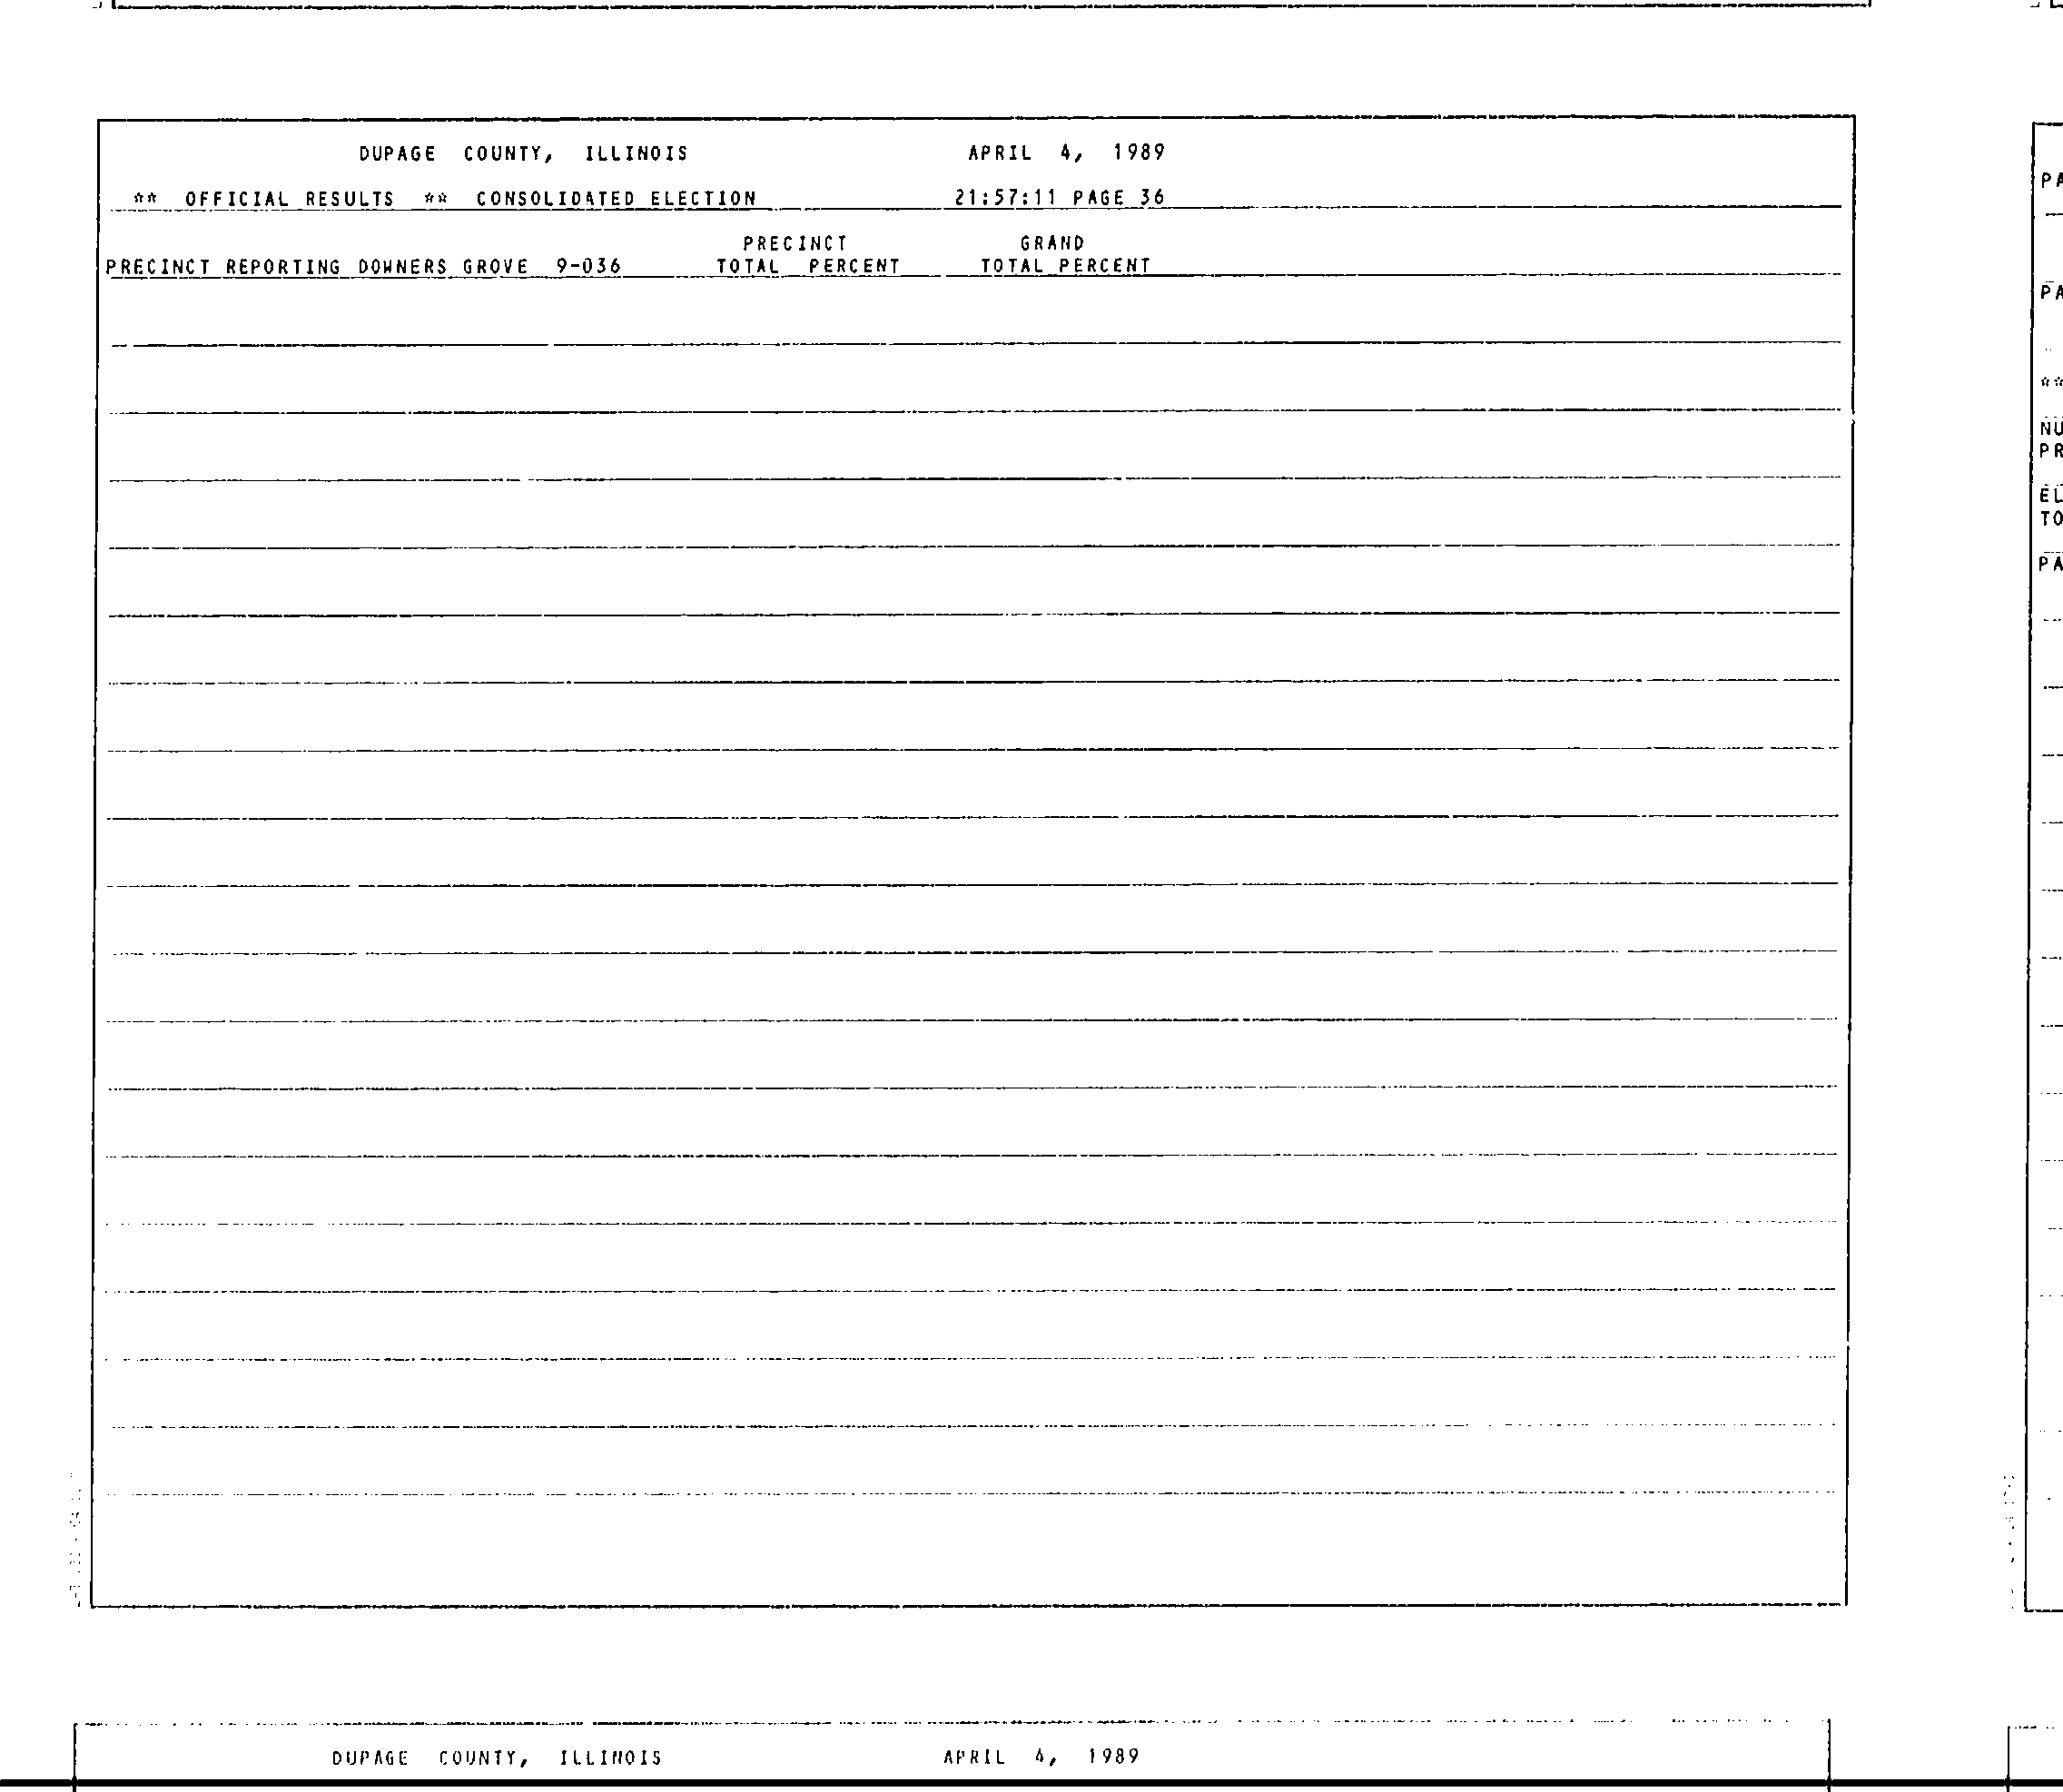 DUPAGE COUNTY, ILLINOIS APRIL 4, 1989
** OFFICIAL RESULTS ** CONSOLIDATED ELECTION 21:57:11 PAGE 36
PRECINCT GRAND
PRECINCT REPORTING DOWNERS GROVE 9-036 TOTAL PERCENT TOTAL PERCENT
PA
PA
**
NU
PR
EL
TO
PA
DUPAGE COUNTY, ILLINOIS APRIL 4, 1989